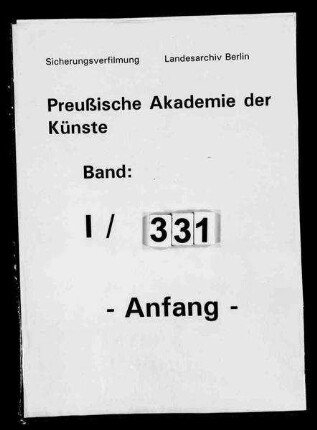 Sicherungsverfilmung Landesarchiv Berlin
Preußische Akademie der
Künste
Band:
I / 331
- Anfang -